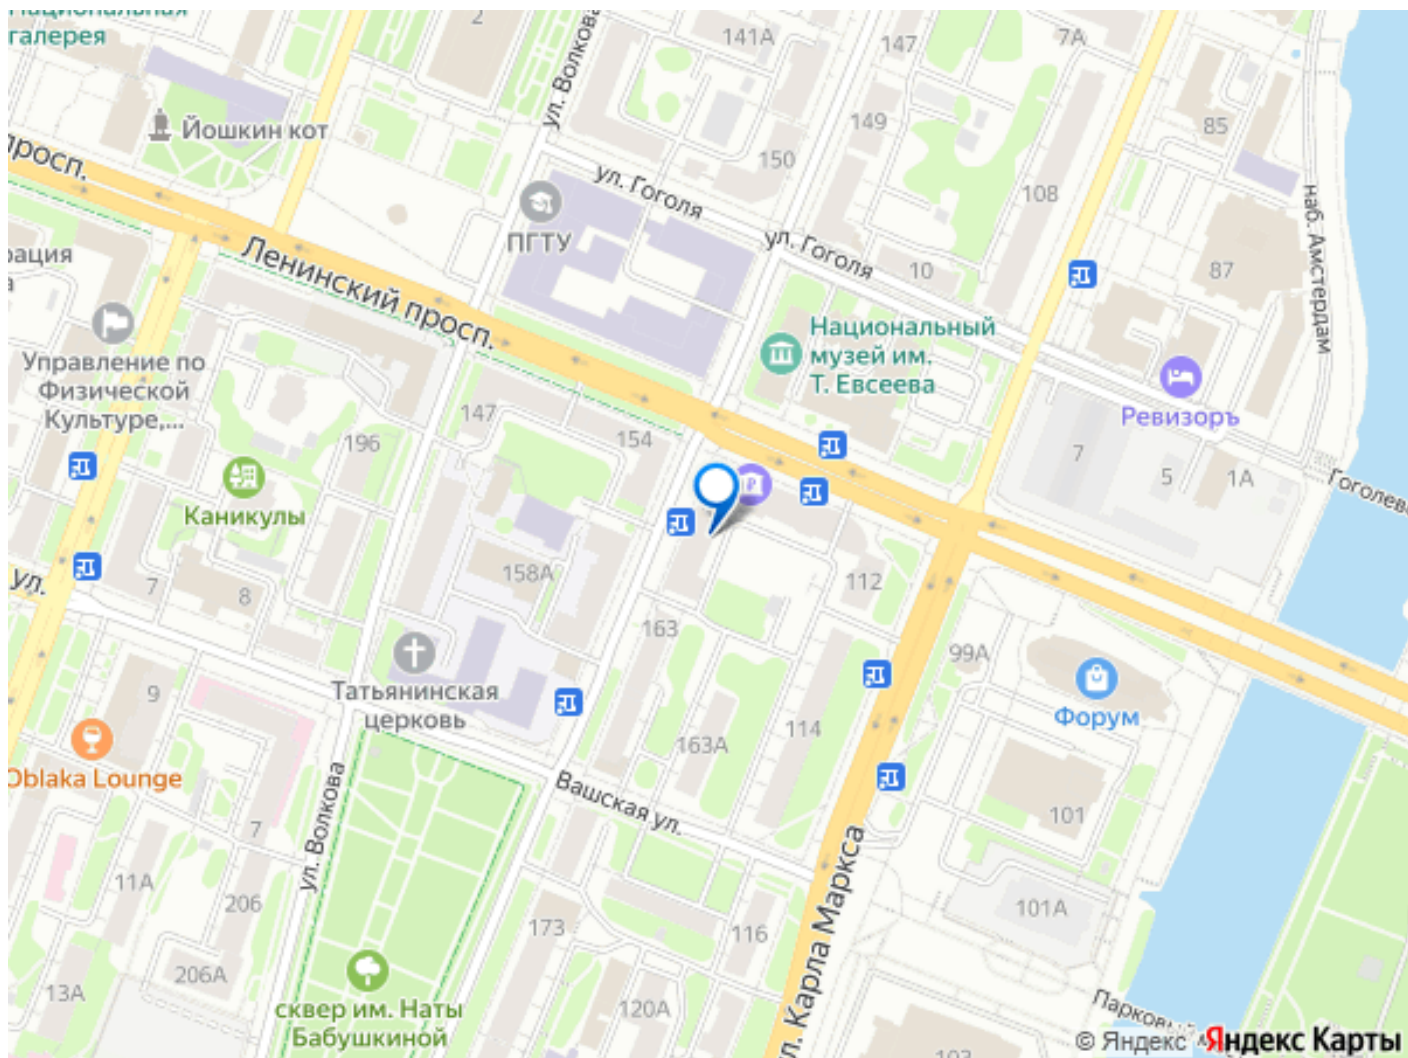 Национальная
галерея
2
ул. Волкова
141А
147
7А
Йошкин кот
149
85
150
просп.
ул. Гоголя
108
наб. Амстердам
ПГТУ
ул. Гоголя
10
87
Ленинский просп.
Управление по
Физической
Культуре,...
Национальный
музей им.
Т. Евсеева
Ревизоръ
147
154
196
7
5
1А
Каникулы
Р
ул.
7
8
158А
112
163
99А
Татьянинская
церковь
Форум
9
114
163А
Oblaka Lounge
Вашская ул.
ул. Волкова
7
101
11А
206
ул. Карла Маркса
101А
173
116
206А
13А
сквер им. Наты
Бабушкиной
120А
103
© Яндекс Яндекс Карты